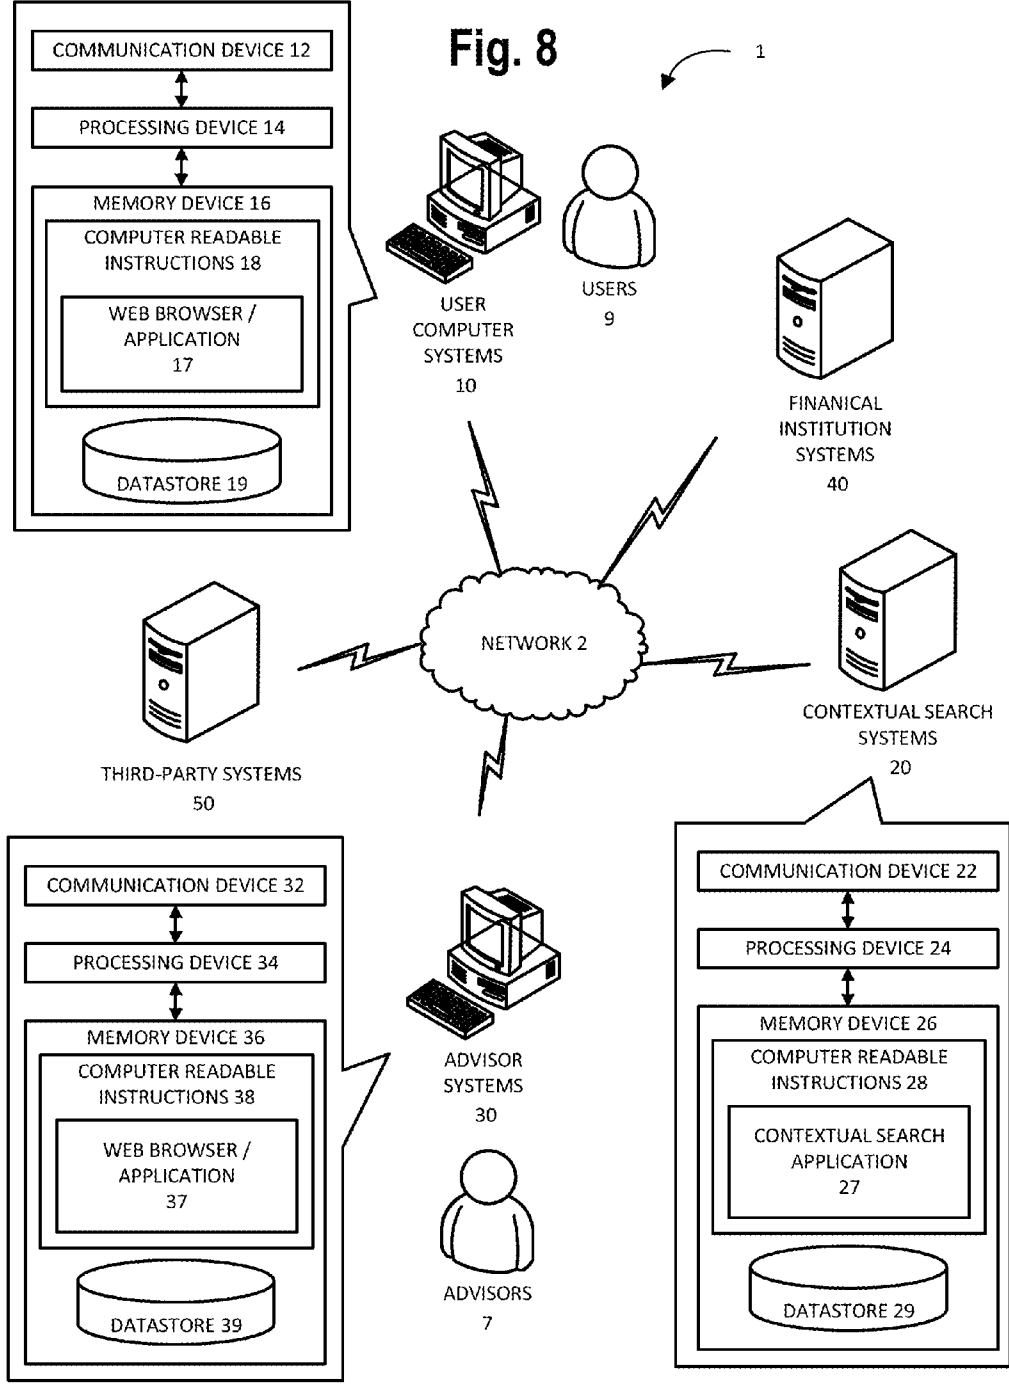 Fig. 8
1
COMMUNICATION DEVICE 12
PROCESSING DEVICE 14
MEMORY DEVICE 16
COMPUTER READABLE
INSTRUCTIONS 18
WEB BROWSER /
APPLICATION
17
DATASTORE 19
USER
COMPUTER
SYSTEMS
10
USERS
9
FINANICAL
INSTITUTION
SYSTEMS
40
NETWORK 2
THIRD-PARTY SYSTEMS
50
CONTEXTUAL SEARCH
SYSTEMS
20
COMMUNICATION DEVICE 32
PROCESSING DEVICE 34
MEMORY DEVICE 36
COMPUTER READABLE
INSTRUCTIONS 38
WEB BROWSER /
APPLICATION
37
DATASTORE 39
ADVISOR
SYSTEMS
30
ADVISORS
7
COMMUNICATION DEVICE 22
PROCESSING DEVICE 24
MEMORY DEVICE 26
COMPUTER READABLE
INSTRUCTIONS 28
CONTEXTUAL SEARCH
APPLICATION
27
DATASTORE 29